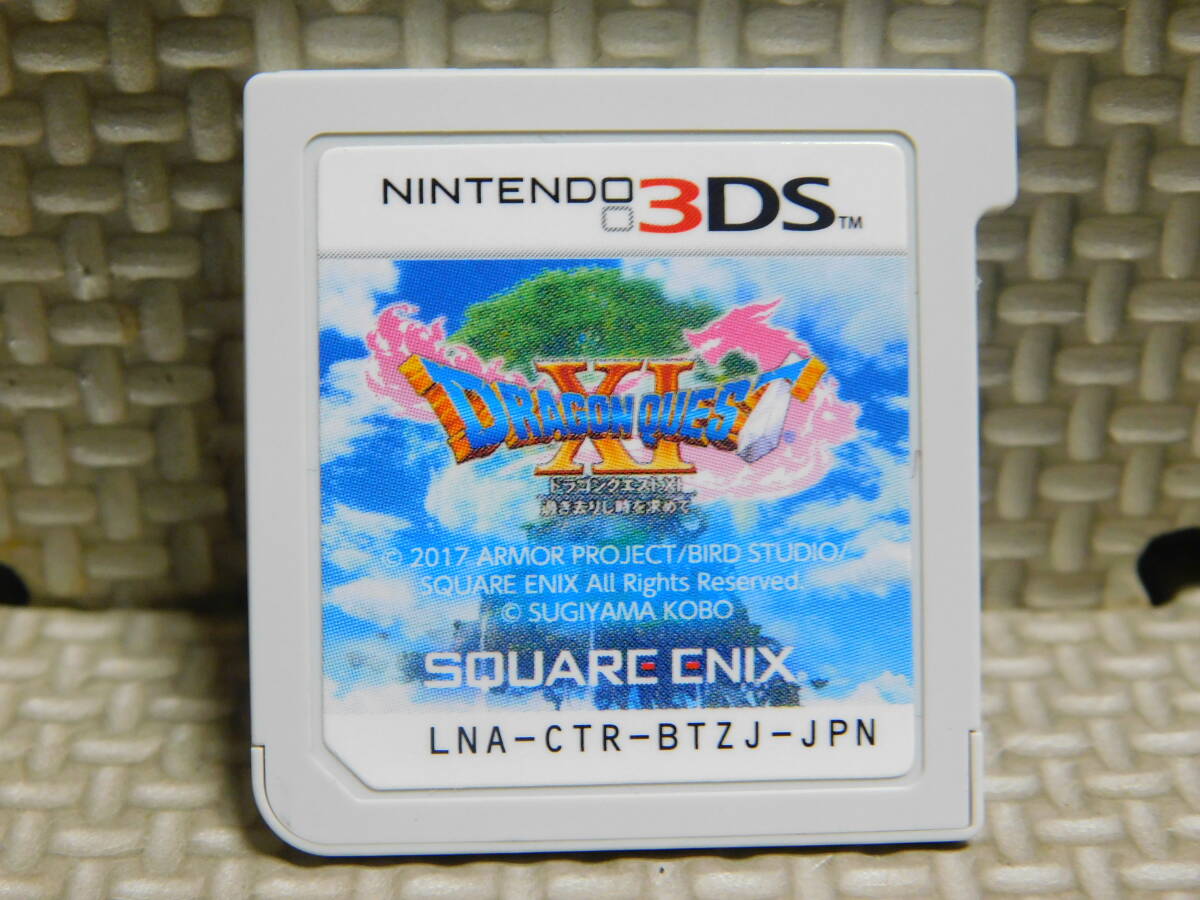 NINTENDO 3DS™
DRAGON QUEST XI
ドラゴンクエストXI
過ぎ去りし時を求めて
© 2017 ARMOR PROJECT/BIRD STUDIO/
SQUARE ENIX All Rights Reserved.
© SUGIYAMA KOBO
SQUARE ENIX.
LNA-CTR-BTZJ-JPN